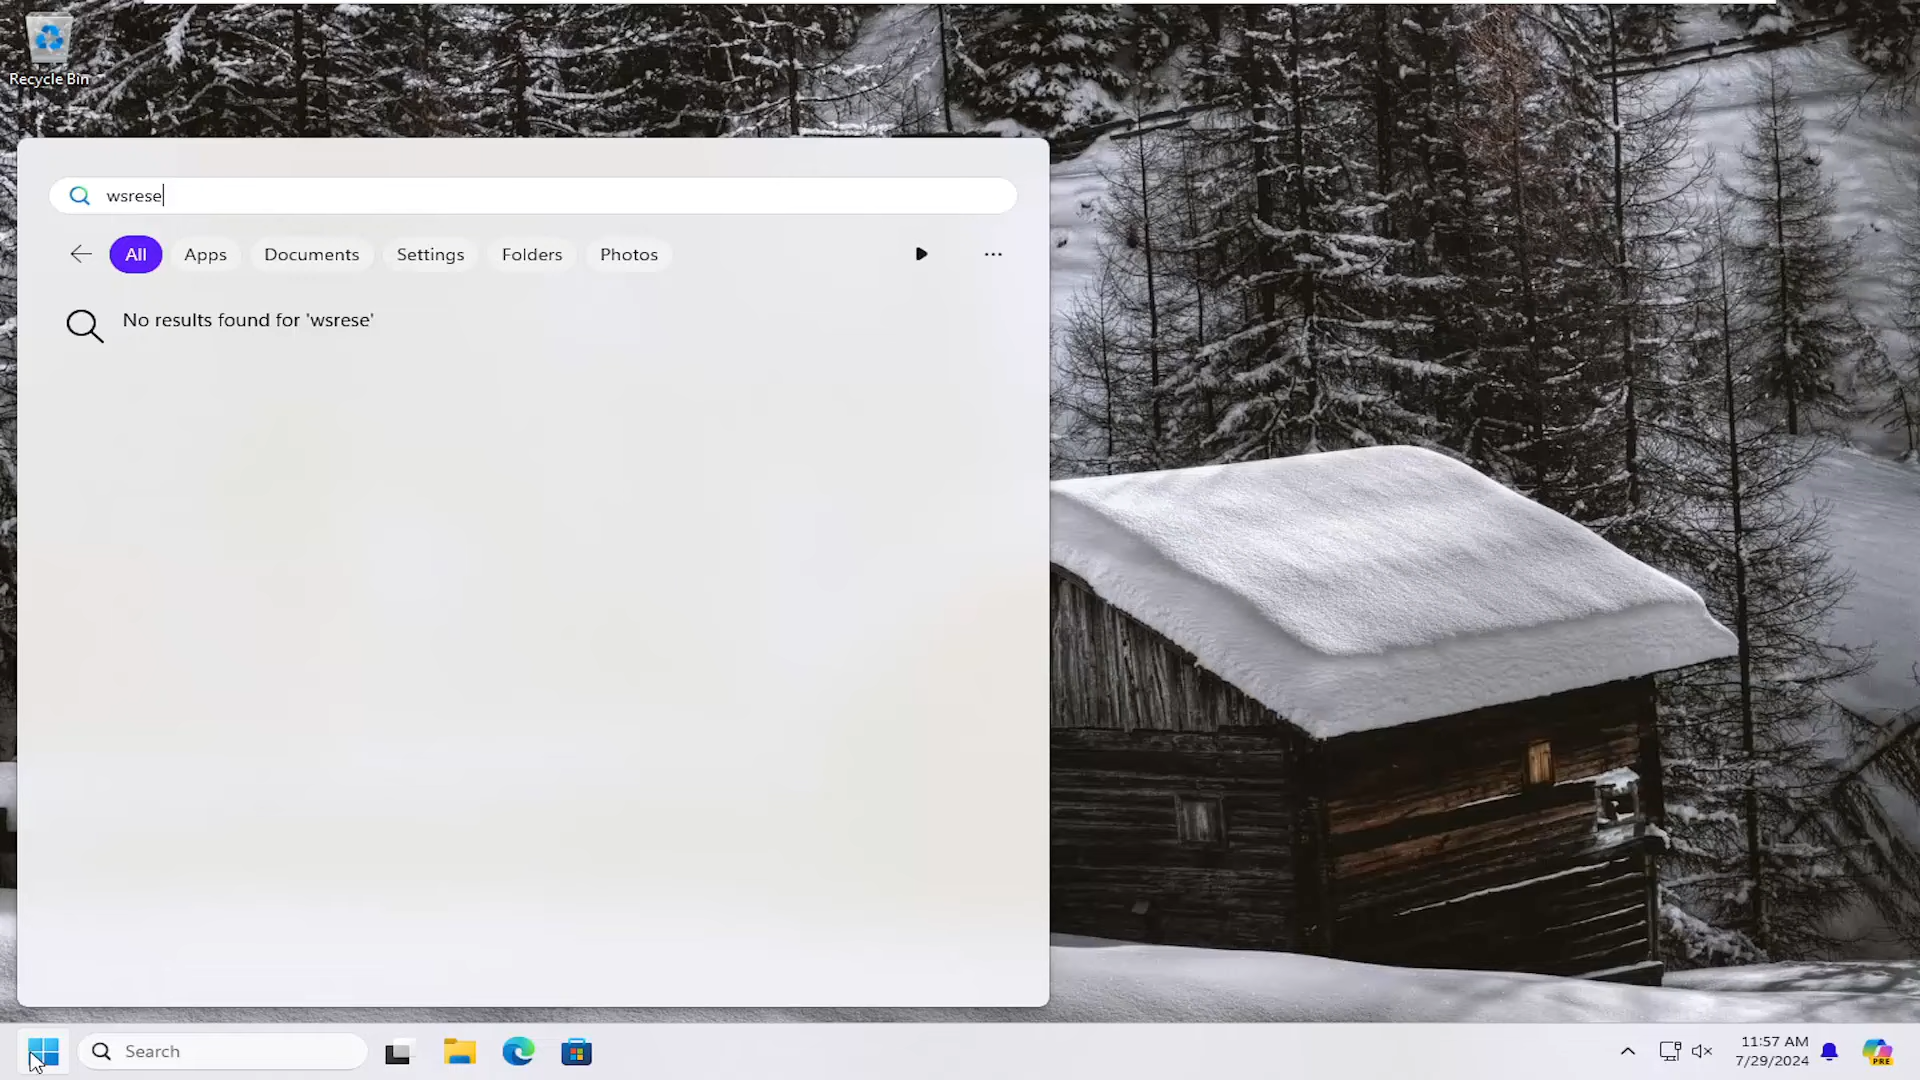 Recycle Bin
wsrese
All Apps Documents Settings Folders Photos
No results found for 'wsrese'
Search
11:57 AM
7/29/2024
PRE